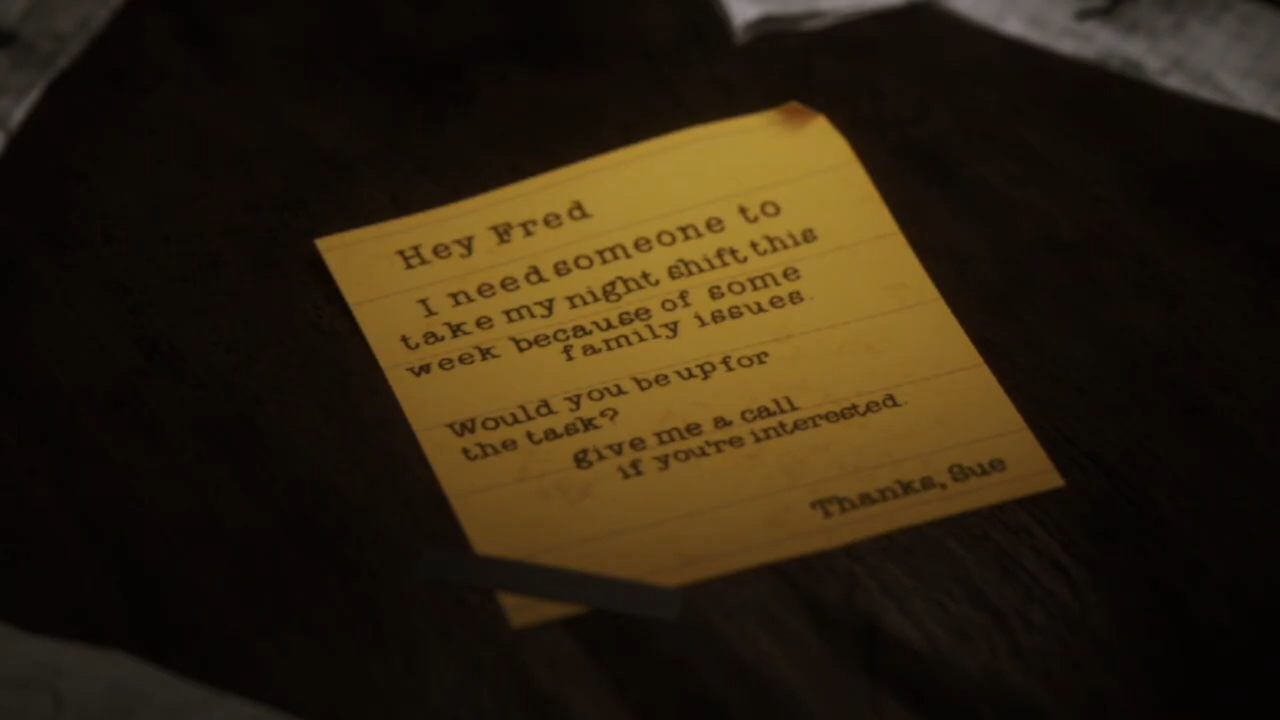 Hey Fred
I need someone to
take my night shift this
week because of some
family issues.
Would you be up for
the task?
give me a call
if you're interested.
Thanks, Sue